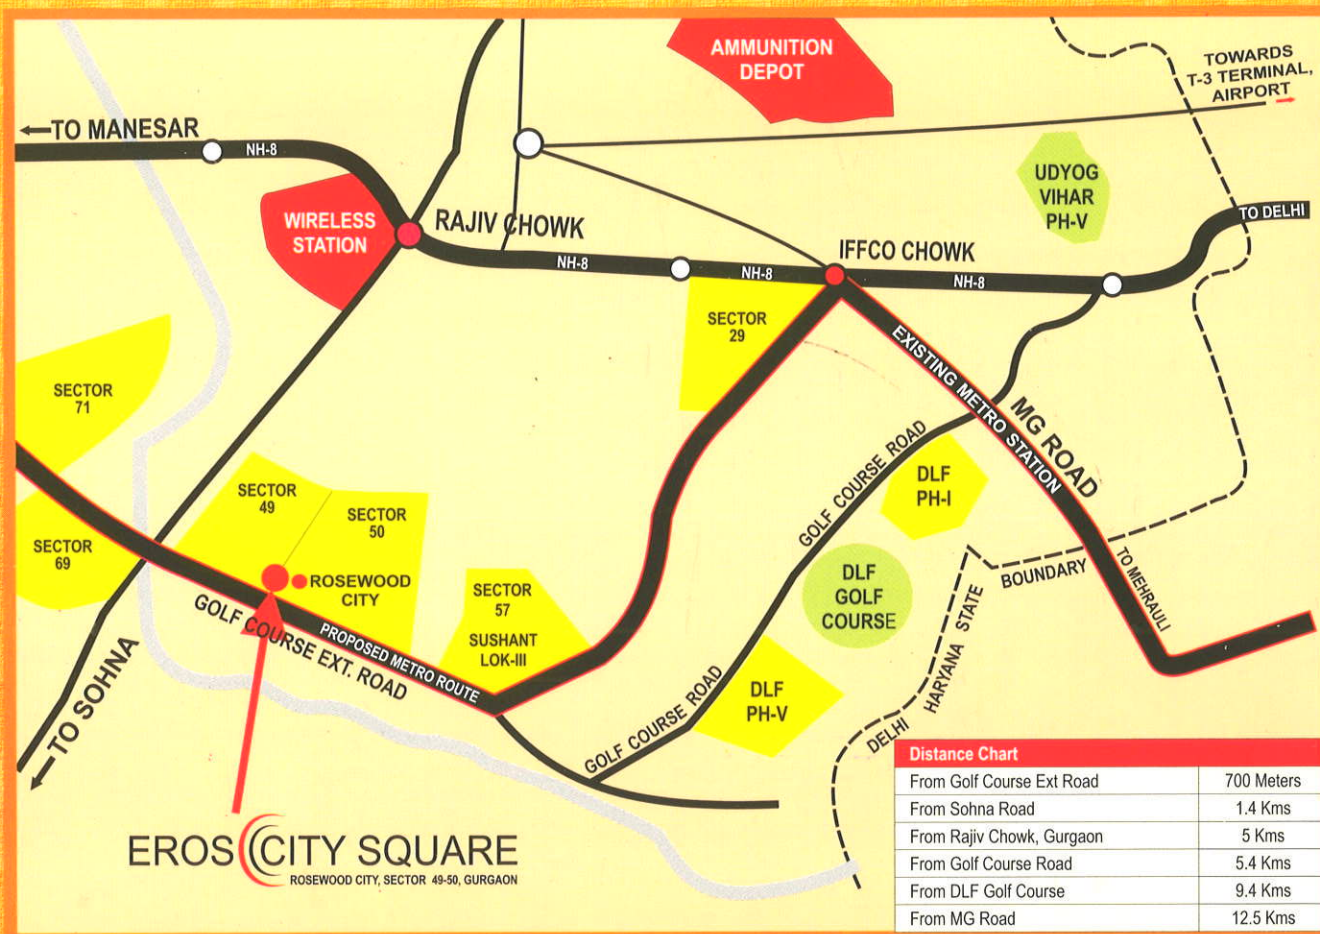 AMMUNITION
DEPOT
TOWARDS
T-3 TERMINAL,
AIRPORT
TO MANESAR
NH-8
UDYOG
VIHAR
PH-V
WIRELESS
STATION
RAJIV CHOWK
TO DELHI
IFFCO CHOWK
NH-8
NH-8
NH-8
SECTOR
29
EXISTING METRO STATION
MG ROAD
SECTOR
71
GOLF COURSE ROAD
DLF
PH-I
SECTOR
49
SECTOR
50
SECTOR
69
ROSEWOOD
CITY
SECTOR
57
SUSHANT
LOK-III
DLF
GOLF
COURSE
BOUNDARY
TO MEHRAULI
HARYANA STATE
DELHI
GOLF COURSE EXT. ROAD
PROPOSED METRO ROUTE
TO SOHNA
DLF
PH-V
GOLF COURSE ROAD
EROS CITY SQUARE
ROSEWOOD CITY, SECTOR 49-50, GURGAON
Distance Chart
From Golf Course Ext Road 700 Meters
From Sohna Road 1.4 Kms
From Rajiv Chowk, Gurgaon 5 Kms
From Golf Course Road 5.4 Kms
From DLF Golf Course 9.4 Kms
From MG Road 12.5 Kms